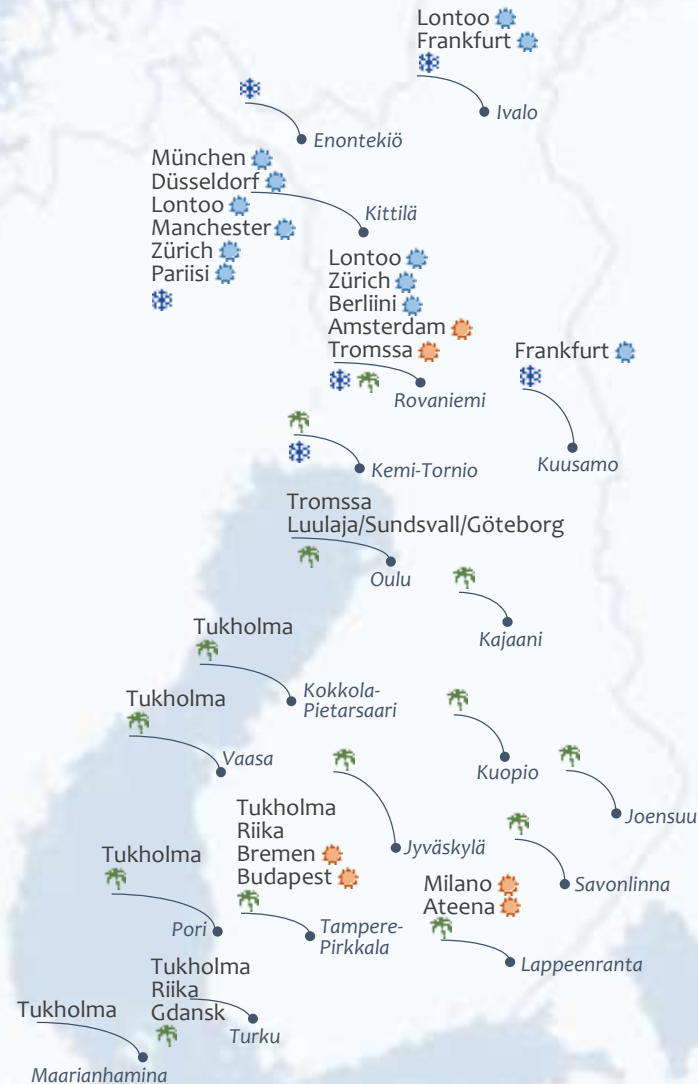 Lontoo
Frankfurt
Ivalo
Enontekiö
München
Düsseldorf
Lontoo
Manchester
Zürich
Pariisi
Kittilä
Lontoo
Zürich
Berliini
Amsterdam
Tromssa
Rovaniemi
Frankfurt
Kuusamo
Kemi-Tornio
Tromssa
Luulaja/Sundsvall/Göteborg
Oulu
Kajaani
Tukholma
Kokkola-
Pietarsaari
Tukholma
Vaasa
Kuopio
Joensuu
Jyväskylä
Tukholma
Riika
Bremen
Budapest
Tampere-
Pirkkala
Savonlinna
Tukholma
Pori
Milano
Ateena
Lappeenranta
Tukholma
Riika
Gdansk
Turku
Tukholma
Maarianhamina